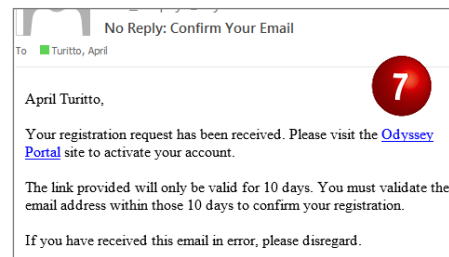 No Reply: Confirm Your Email
To Turitto, April
7
April Turitto,
Your registration request has been received. Please visit the Odyssey
Portal site to activate your account.
The link provided will only be valid for 10 days. You must validate the
email address within those 10 days to confirm your registration.
If you have received this email in error, please disregard.